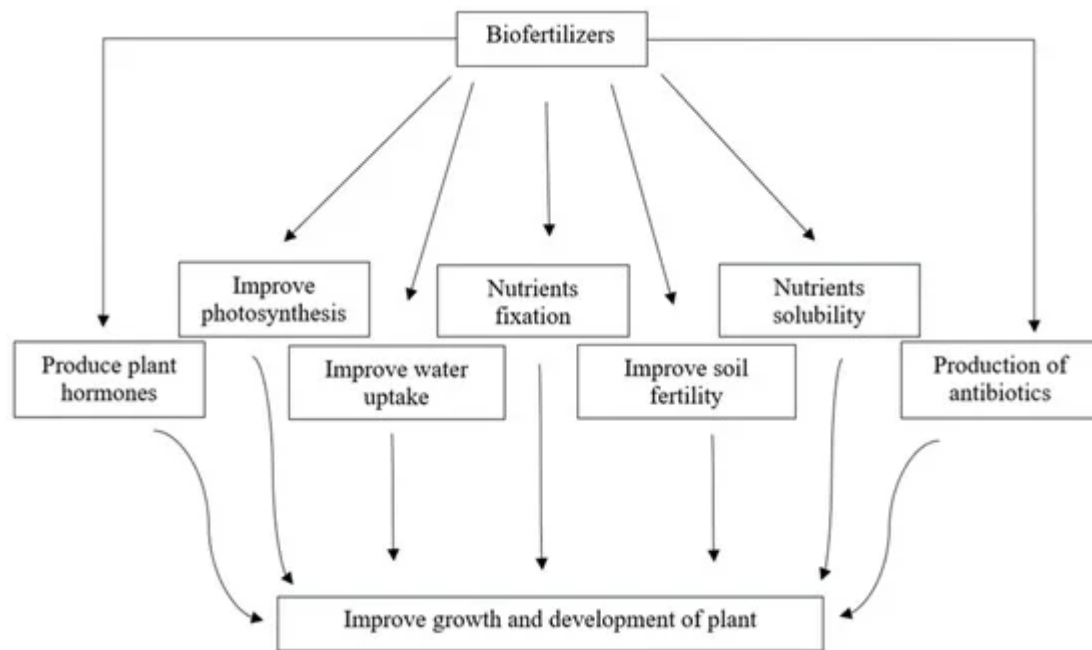 Biofertilizers
Improve
photosynthesis
Nutrients
fixation
Nutrients
solubility
Produce plant
hormones
Improve water
uptake
Improve soil
fertility
Production of
antibiotics
Improve growth and development of plant